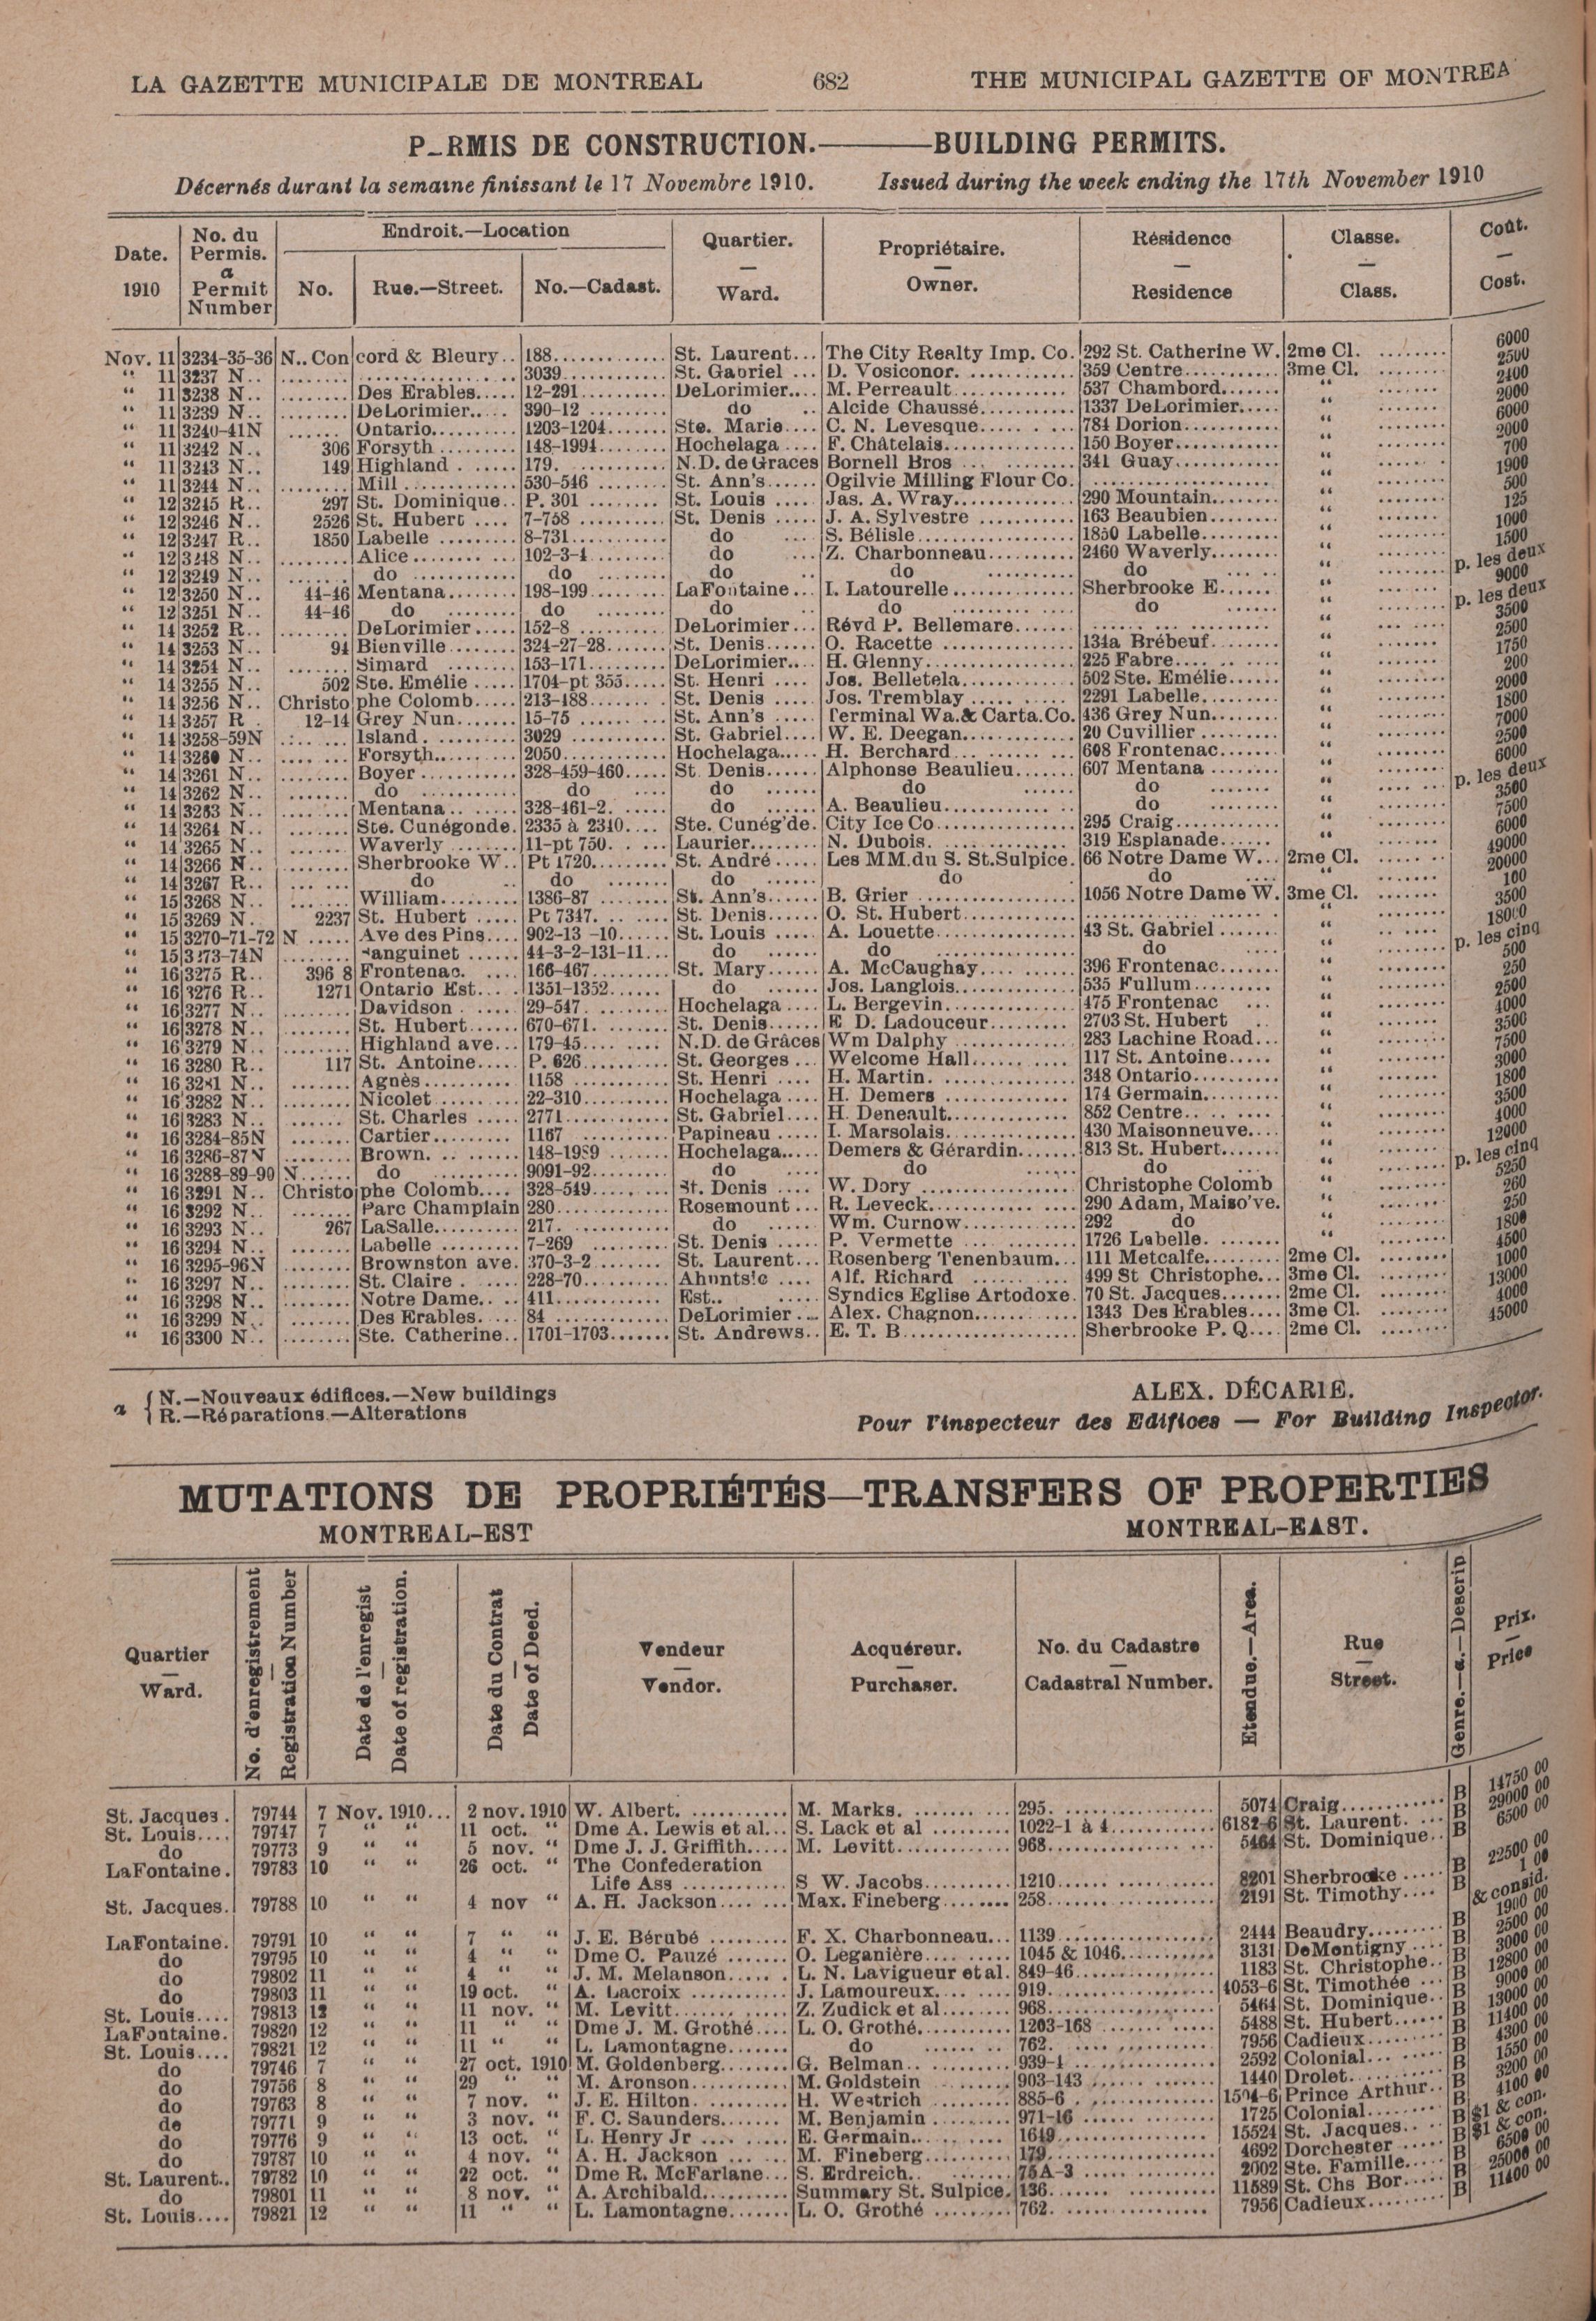 LA GAZETTE MUNICIPALE DE MONTREAL 682 THE MUNICIPAL GAZETTE OF MONTREA
P_RMIS DE CONSTRUCTION.———BUILDING PERMITS.
Décernés durant la semaine finissant le 17 Novembre 1910. Issued during the week ending the 17th November 1910
Date. 1910 | No. du Permis. a Permit Number | Endroit.—Location No. | Rue.—Street. | No.—Cadast. | Quartier. — Ward. | Propriétaire. — Owner. | Résidence — Residence | Classe. — Class. | Coût. — Cost.
Nov. 11 3234-35-36 N.. Concord & Bleury.. 188. St. Laurent... The City Realty Imp. Co. 292 St. Catherine W. 2me Cl. 6000
“ 11 3237 N.. 3039 St. Gabriel ... D. Vosiconor. 359 Centre 3me Cl. 2500
“ 11 3238 N.. Des Erables 12-291 DeLorimier.... M. Perreault 537 Chambord “ 2400
“ 11 3239 N.. DeLorimier 390-12 do Alcide Chaussé 1337 DeLorimier “ 2000
“ 11 3240-41N Ontario 1203-1204 Ste. Marie C. N. Levesque 784 Dorion “ 6000
“ 11 3242 N.. 306 Forsyth 148-1994 Hochelaga F. Châtelais 150 Boyer “ 2000
“ 11 3243 N.. 149 Highland 179. N.D. de Graces Bornell Bros 341 Guay “ 700
“ 11 3244 N.. Mill 530-546 St. Ann's Ogilvie Milling Flour Co. “ 1900
“ 12 3245 R.. 297 St. Dominique.. P. 301 St. Louis Jas. A. Wray 290 Mountain “ 500
“ 12 3246 N.. 2526 St. Hubert 7-758 St. Denis J. A. Sylvestre 163 Beaubien “ 125
“ 12 3247 R.. 1850 Labelle 8-731 do S. Bélisle 1850 Labelle “ 1000
“ 12 3248 N.. Alice 102-3-4 do Z. Charbonneau 2460 Waverly “ 1500
“ 12 3249 N.. do do do do do “ p. les deux
“ 12 3250 N.. 44-46 Mentana 198-199 LaFontaine I. Latourelle Sherbrooke E. “ 9000
“ 12 3251 N.. 44-46 do do do do do “ p. les deux
“ 14 3252 R.. DeLorimier 152-8 DeLorimier Révd P. Bellemare “ 3500
“ 14 3253 N.. 94 Bienville 324-27-28 St. Denis O. Racette 134a Brébeuf “ 2500
“ 14 3254 N.. Simard 153-171 DeLorimier H. Glenny 225 Fabre “ 1750
“ 14 3255 N.. 502 Ste. Emélie 1704-pt 355 St. Henri Jos. Belletela 502 Ste. Emélie “ 200
“ 14 3256 N.. Christophe Colomb 213-188 St. Denis Jos. Tremblay 2291 Labelle “ 2000
“ 14 3257 R. 12-14 Grey Nun 15-75 St. Ann's Terminal Wa.& Carta.Co. 436 Grey Nun “ 1800
“ 14 3258-59N Island. 3029 St. Gabriel W. E. Deegan 20 Cuvillier “ 7000
“ 14 3260 N.. Forsyth 2050 Hochelaga H. Berchard 608 Frontenac “ 2500
“ 14 3261 N.. Boyer 328-459-460 St. Denis Alphonse Beaulieu 607 Mentana “ 6000
“ 14 3262 N.. do do do do do “ p. les deux
“ 14 3263 N.. Mentana 328-461-2. do A. Beaulieu do “ 3500
“ 14 3264 N.. Ste. Cunégonde. 2335 à 2340 Ste. Cunég'de. City Ice Co 295 Craig “ 7500
“ 14 3265 N.. Waverly 11-pt 750. Laurier N. Dubois. 319 Esplanade “ 6000
“ 14 3266 N.. Sherbrooke W.. Pt 1720 St. André Les MM.du S. St.Sulpice. 66 Notre Dame W... 2me Cl. 49000
“ 14 3267 R.. do do do do do “ 20000
“ 15 3268 N.. William 1386-87 St. Ann's B. Grier 1056 Notre Dame W. 3me Cl. 100
“ 15 3269 N. 2237 St. Hubert Pt 7347. St. Denis O. St. Hubert “ 3500
“ 15 3270-71-72 N Ave des Pins 902-13 -10 St. Louis A. Louette 43 St. Gabriel “ 18000
“ 15 3273-74N anguinet 44-3-2-131-11 do do do “ p. les cinq
“ 16 3275 R.. 396 8 Frontenac. 166-467 St. Mary A. McCaughay 396 Frontenac “ 500
“ 16 3276 R.. 1271 Ontario Est 1351-1352 do Jos. Langlois 535 Fullum “ 250
“ 16 3277 N.. Davidson 29-547. Hochelaga L. Bergevin 475 Frontenac “ 2500
“ 16 3278 N.. St. Hubert 670-671. St. Denis E. D. Ladouceur 2703 St. Hubert “ 4000
“ 16 3279 N.. Highland ave 179-45 N.D. de Grâces Wm Dalphy 283 Lachine Road “ 3500
“ 16 3280 R.. 117 St. Antoine P. 626 St. Georges Welcome Hall 117 St. Antoine “ 7500
“ 16 3281 N.. Agnès 1158 St. Henri H. Martin. 348 Ontario “ 3000
“ 16 3282 N.. Nicolet 22-310 Hochelaga H. Demers 174 Germain “ 1800
“ 16 3283 N.. St. Charles 2771 St. Gabriel H. Deneault 852 Centre “ 3500
“ 16 3284-85N Cartier 1167 Papineau I. Marsolais. 430 Maisonneuve “ 4000
“ 16 3286-87N Brown. 148-1989 Hochelaga Demers & Gérardin 813 St. Hubert “ 12000
“ 16 3288-89-90 N do 9091-92 do do do “ p. les cinq
“ 16 3291 N.. Christophe Colomb 328-549 St. Denis W. Dory Christophe Colomb “ 5250
“ 16 3292 N.. Parc Champlain 280 Rosemount R. Leveck 290 Adam, Maiso've. “ 260
“ 16 3293 N.. 267 LaSalle 217. do Wm. Curnow 292 do “ 250
“ 16 3294 N.. Labelle 7-269 St. Denis P. Vermette 1726 Labelle. “ 1800
“ 16 3295-96N Brownston ave. 370-3-2 St. Laurent Rosenberg Tenenbaum 111 Metcalfe 2me Cl. 4500
“ 16 3297 N.. St. Claire 228-70 Ahuntsic Alf. Richard 499 St Christophe 3me Cl. 1000
“ 16 3298 N.. Notre Dame 411 Est.. Syndics Eglise Artodoxe. 70 St. Jacques 2me Cl. 13000
“ 16 3299 N.. Des Erables 84 DeLorimier Alex. Chagnon 1343 Des Erables 3me Cl. 4000
“ 16 3300 N.. Ste. Catherine 1701-1703 St. Andrews E. T. B Sherbrooke P. Q. 2me Cl. 45000
a { N.—Nouveaux édifices.—New buildings
R.—Réparations.—Alterations
ALEX. DÉCARIE.
Pour l'inspecteur des Edifices — For Building Inspector.
MUTATIONS DE PROPRIÉTÉS—TRANSFERS OF PROPERTIES
MONTREAL-EST MONTREAL-EAST.
Quartier — Ward. | No. d'enregistrement — Registration Number | Date de l'enregist — Date of registration. | Date du Contrat — Date of Deed. | Vendeur — Vendor. | Acquéreur. — Purchaser. | No. du Cadastre — Cadastral Number. | Etendue.—Area. | Rue — Street. | Genre.—a.—Descrip | Prix. — Price
St. Jacques. 79744 7 Nov. 1910... 2 nov. 1910 W. Albert. M. Marks. 295. 5074 Craig B 14750 00
St. Louis 79747 7 “ “ 11 oct. “ Dme A. Lewis et al... S. Lack et al 1022-1 à 4 6182-6 St. Laurent. B 29000 00
do 79773 9 “ “ 5 nov. “ Dme J. J. Griffith M. Levitt 968 5464 St. Dominique B 6500 00
LaFontaine. 79783 10 “ “ 26 oct. “ The Confederation
Life Ass S W. Jacobs 1210 8201 Sherbrooke B 22500 00
St. Jacques. 79788 10 “ “ 4 nov “ A. H. Jackson Max. Fineberg 258 2191 St. Timothy B 1 00
& consid.
LaFontaine. 79791 10 “ “ 7 “ “ J. E. Bérubé F. X. Charbonneau 1139 2444 Beaudry B 1900 00
do 79795 10 “ “ 4 “ “ Dme C. Pauzé O. Leganière 1045 & 1046 3131 DeMontigny B 2500 00
do 79802 11 “ “ 4 “ “ J. M. Melanson L. N. Lavigueur et al. 849-46 1183 St. Christophe B 3000 00
do 79803 11 “ “ 19 oct. “ A. Lacroix J. Lamoureux 919 4053-6 St. Timothée B 12800 00
St. Louis 79813 12 “ “ 11 nov. “ M. Levitt Z. Zudick et al 968 5464 St. Dominique B 9000 00
LaFontaine. 79820 12 “ “ 11 “ “ Dme J. M. Grothé L. O. Grothé 1203-168 5488 St. Hubert B 13000 00
St. Louis 79821 12 “ “ 11 “ “ L. Lamontagne do 762. 7956 Cadieux B 11400 00
do 79746 7 “ “ 27 oct. 1910 M. Goldenberg G. Belman 939-1 2592 Colonial B 4300 00
do 79756 8 “ “ 29 “ “ M. Aronson M. Goldstein 903-143 1440 Drolet B 1550 00
do 79763 8 “ “ 7 nov. “ J. E. Hilton H. Westrich 885-6 1504-6 Prince Arthur B 3200 00
de 79771 9 “ “ 3 nov. “ F. C. Saunders M. Benjamin 971-16 1725 Colonial B 4100 00
do 79776 9 “ “ 13 oct. “ L. Henry Jr E. Germain 1649 15524 St. Jacques B $1 & con.
do 79787 10 “ “ 4 nov. “ A. H. Jackson M. Fineberg 179 4692 Dorchester B $1 & con.
St. Laurent.. 79782 10 “ “ 22 oct. “ Dme R. McFarlane S. Erdreich 75A-3 2002 Ste. Famille B 6500 00
do 79801 11 “ “ 8 nov. “ A. Archibald Summary St. Sulpice. 136 11589 St. Chs Bor B 25000 00
St. Louis 79821 12 “ “ 11 “ “ L. Lamontagne L. O. Grothé 762. 7956 Cadieux B 11400 00